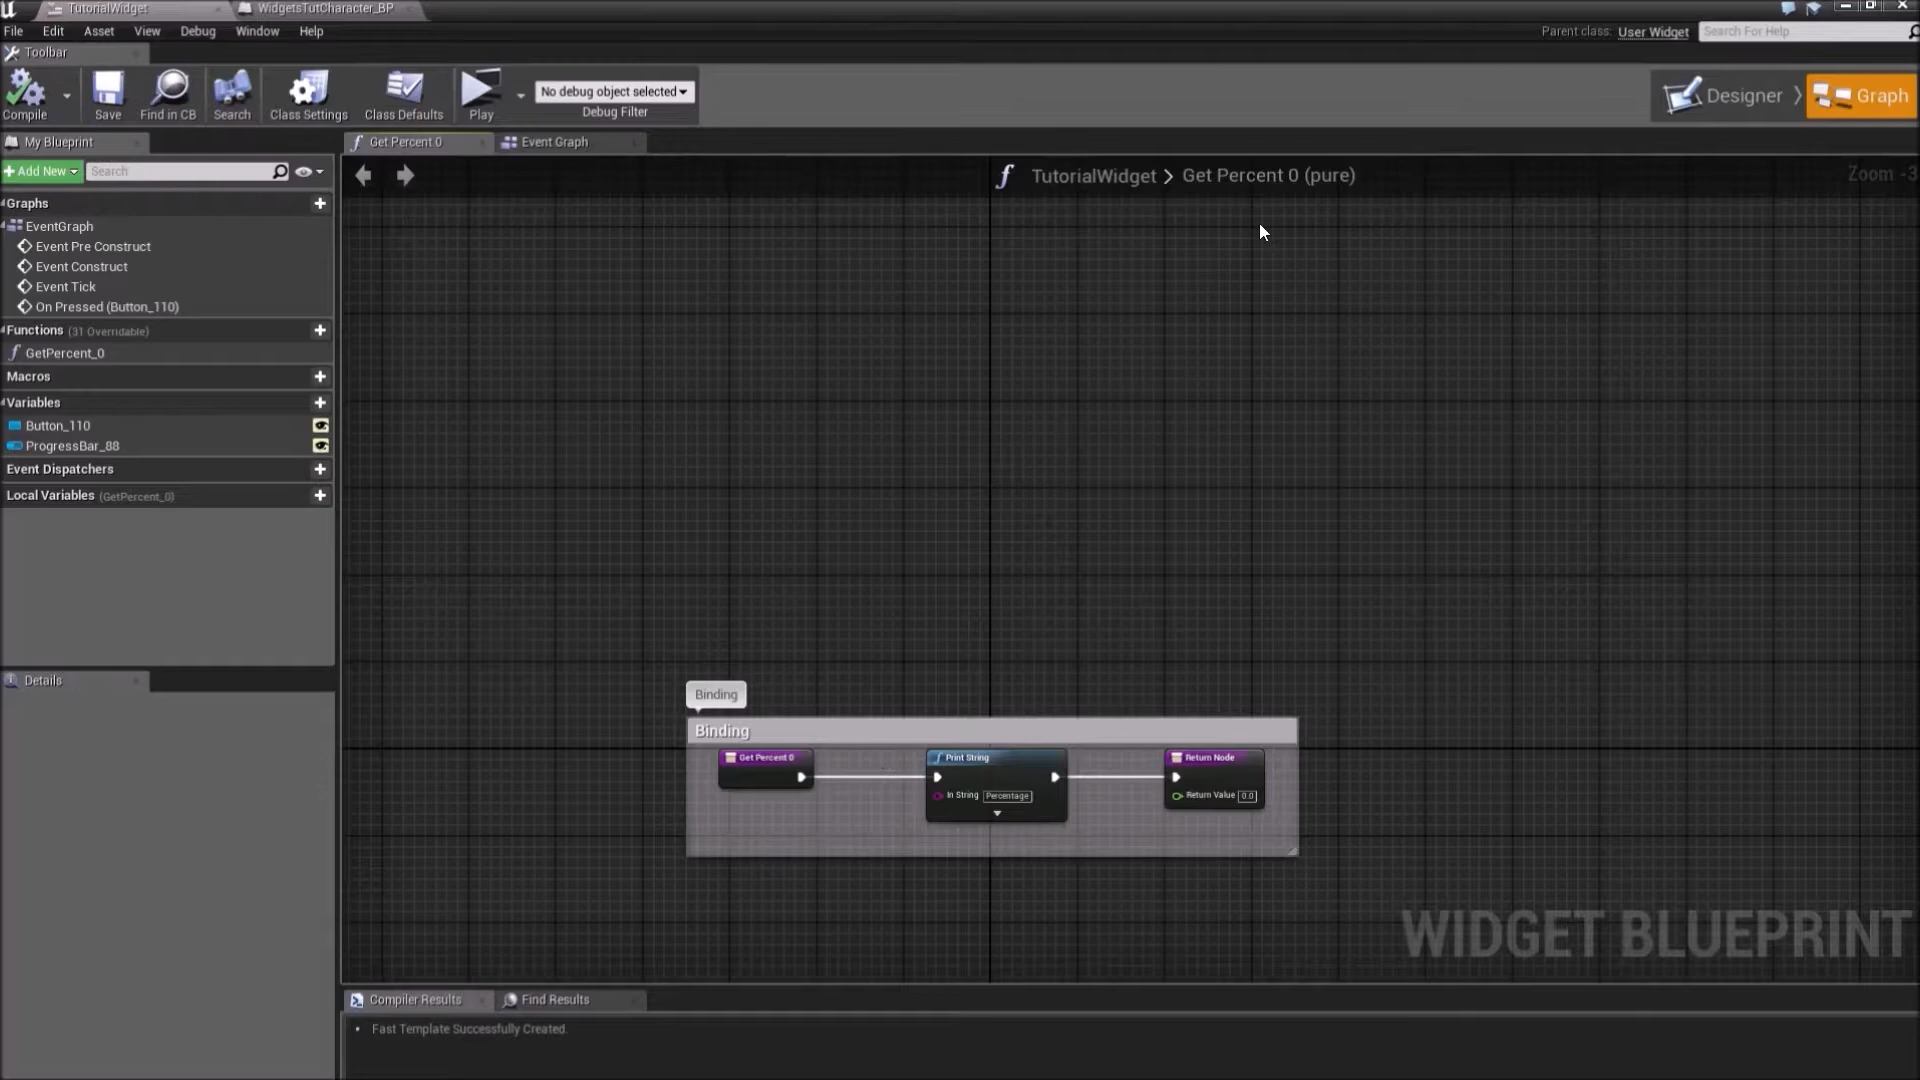 TutorialWidget
WidgetsTutCharacter_BP
File Edit Asset View Debug Window Help
Parent class: User Widget
Search For Help
Toolbar
Compile
Save
Find in CB
Search
Class Settings
Class Defaults
Play
No debug object selected
Debug Filter
Designer
Graph
My Blueprint
Get Percent 0
Event Graph
Add New
Search
TutorialWidget > Get Percent 0 (pure)
Zoom -3
Graphs
EventGraph
Event Pre Construct
Event Construct
Event Tick
On Pressed (Button_110)
Functions (31 Overridable)
GetPercent_0
Macros
Variables
Button_110
ProgressBar_88
Event Dispatchers
Local Variables (GetPercent_0)
Details
Binding
Binding
Get Percent 0
Print String
In String Percentage
Return Node
Return Value 0.0
WIDGET BLUEPRINT
Compiler Results
Find Results
Fast Template Successfully Created.